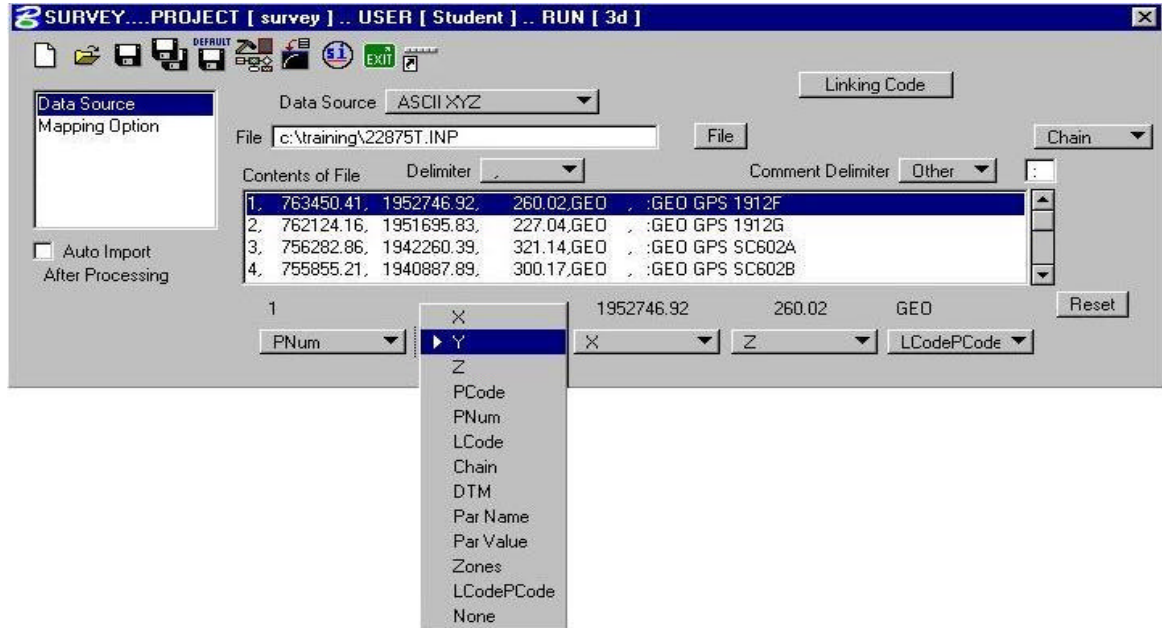 SURVEY....PROJECT [ survey ] .. USER [ Student ] .. RUN [ 3d ]
DEFAULT
SI EXIT
Linking Code
Data Source
Mapping Option
Data Source ASCII XYZ
File c:\training\22875T.INP File Chain
Contents of File Delimiter , Comment Delimiter Other :
1, 763450.41, 1952746.92, 260.02,GEO , :GEO GPS 1912F
2, 762124.16, 1951695.83, 227.04,GEO , :GEO GPS 1912G
3, 756282.86, 1942260.39, 321.14,GEO , :GEO GPS SC602A
4, 755855.21, 1940887.89, 300.17,GEO , :GEO GPS SC602B
Auto Import
After Processing
1 1952746.92 260.02 GEO Reset
PNum X Z LCodePCode
X
Y
Z
PCode
PNum
LCode
Chain
DTM
Par Name
Par Value
Zones
LCodePCode
None